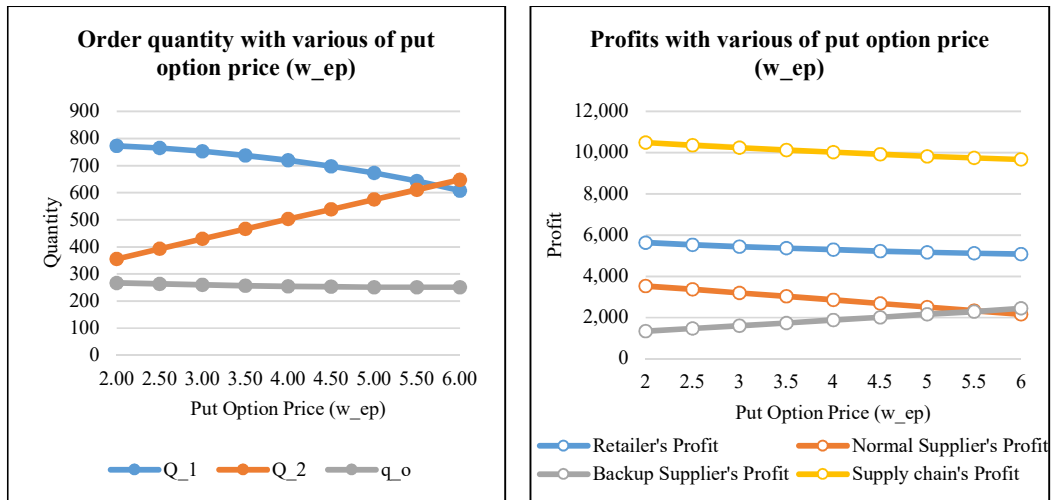 Order quantity with various of put
option price (w_ep)
900
800
700
600
500
400
300
200
100
0
Quantity
2.00 2.50 3.00 3.50 4.00 4.50 5.00 5.50 6.00
Put Option Price (w_ep)
Q_1 Q_2 q_o
Profits with various of put option price
(w_ep)
12,000
10,000
8,000
6,000
4,000
2,000
0
Profit
2 2.5 3 3.5 4 4.5 5 5.5 6
Put Option Price (w_ep)
Retailer's Profit Normal Supplier's Profit
Backup Supplier's Profit Supply chain's Profit